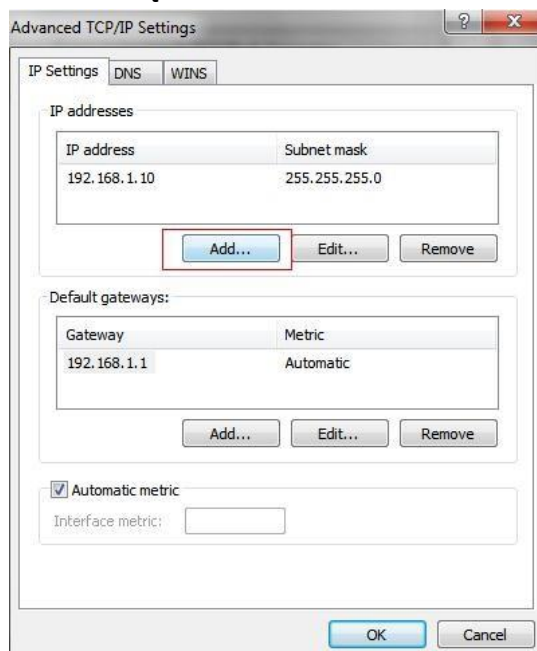 Advanced TCP/IP Settings
IP Settings DNS WINS
IP addresses
IP address Subnet mask
192.168.1.10 255.255.255.0
Add... Edit... Remove
Default gateways:
Gateway Metric
192.168.1.1 Automatic
Add... Edit... Remove
Automatic metric
Interface metric:
OK Cancel